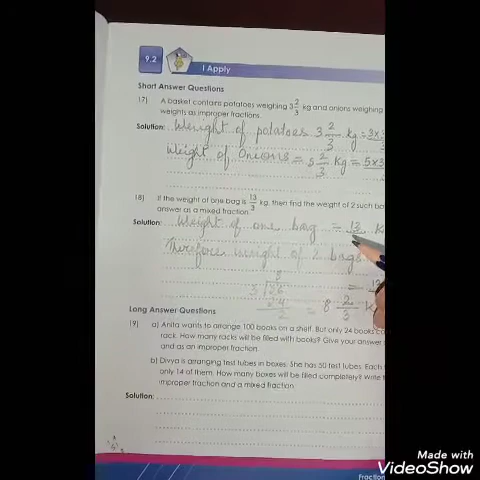 9.2
I Apply
Short Answer Questions
17) A basket contains potatoes weighing 3 2/3 kg and onions weighing
weights as improper fractions.
Solution: Weight of potatoes 3 2/3 kg = 3×3
Weight of Oneions = 5 2/3 Kg = 5×3
18) If the weight of one bag is 13/3 kg, then find the weight of 2 such ba
answer as a mixed fraction.
Solution: Weight of one bag = 13 K
Therefore weight of 2 bags
= 13
8
3 26
24
2
= 8 2/3 K
Long Answer Questions
19) a) Anita wants to arrange 100 books on a shelf. But only 24 books c
rack. How many racks will be filled with books? Give your answer
and as an improper fraction.
b) Divya is arranging test tubes in boxes. She has 50 test tubes. Each
only 14 of them. How many boxes will be filled completely? Write
improper fraction and a mixed fraction.
Solution:
Fraction
Made with
VideoShow